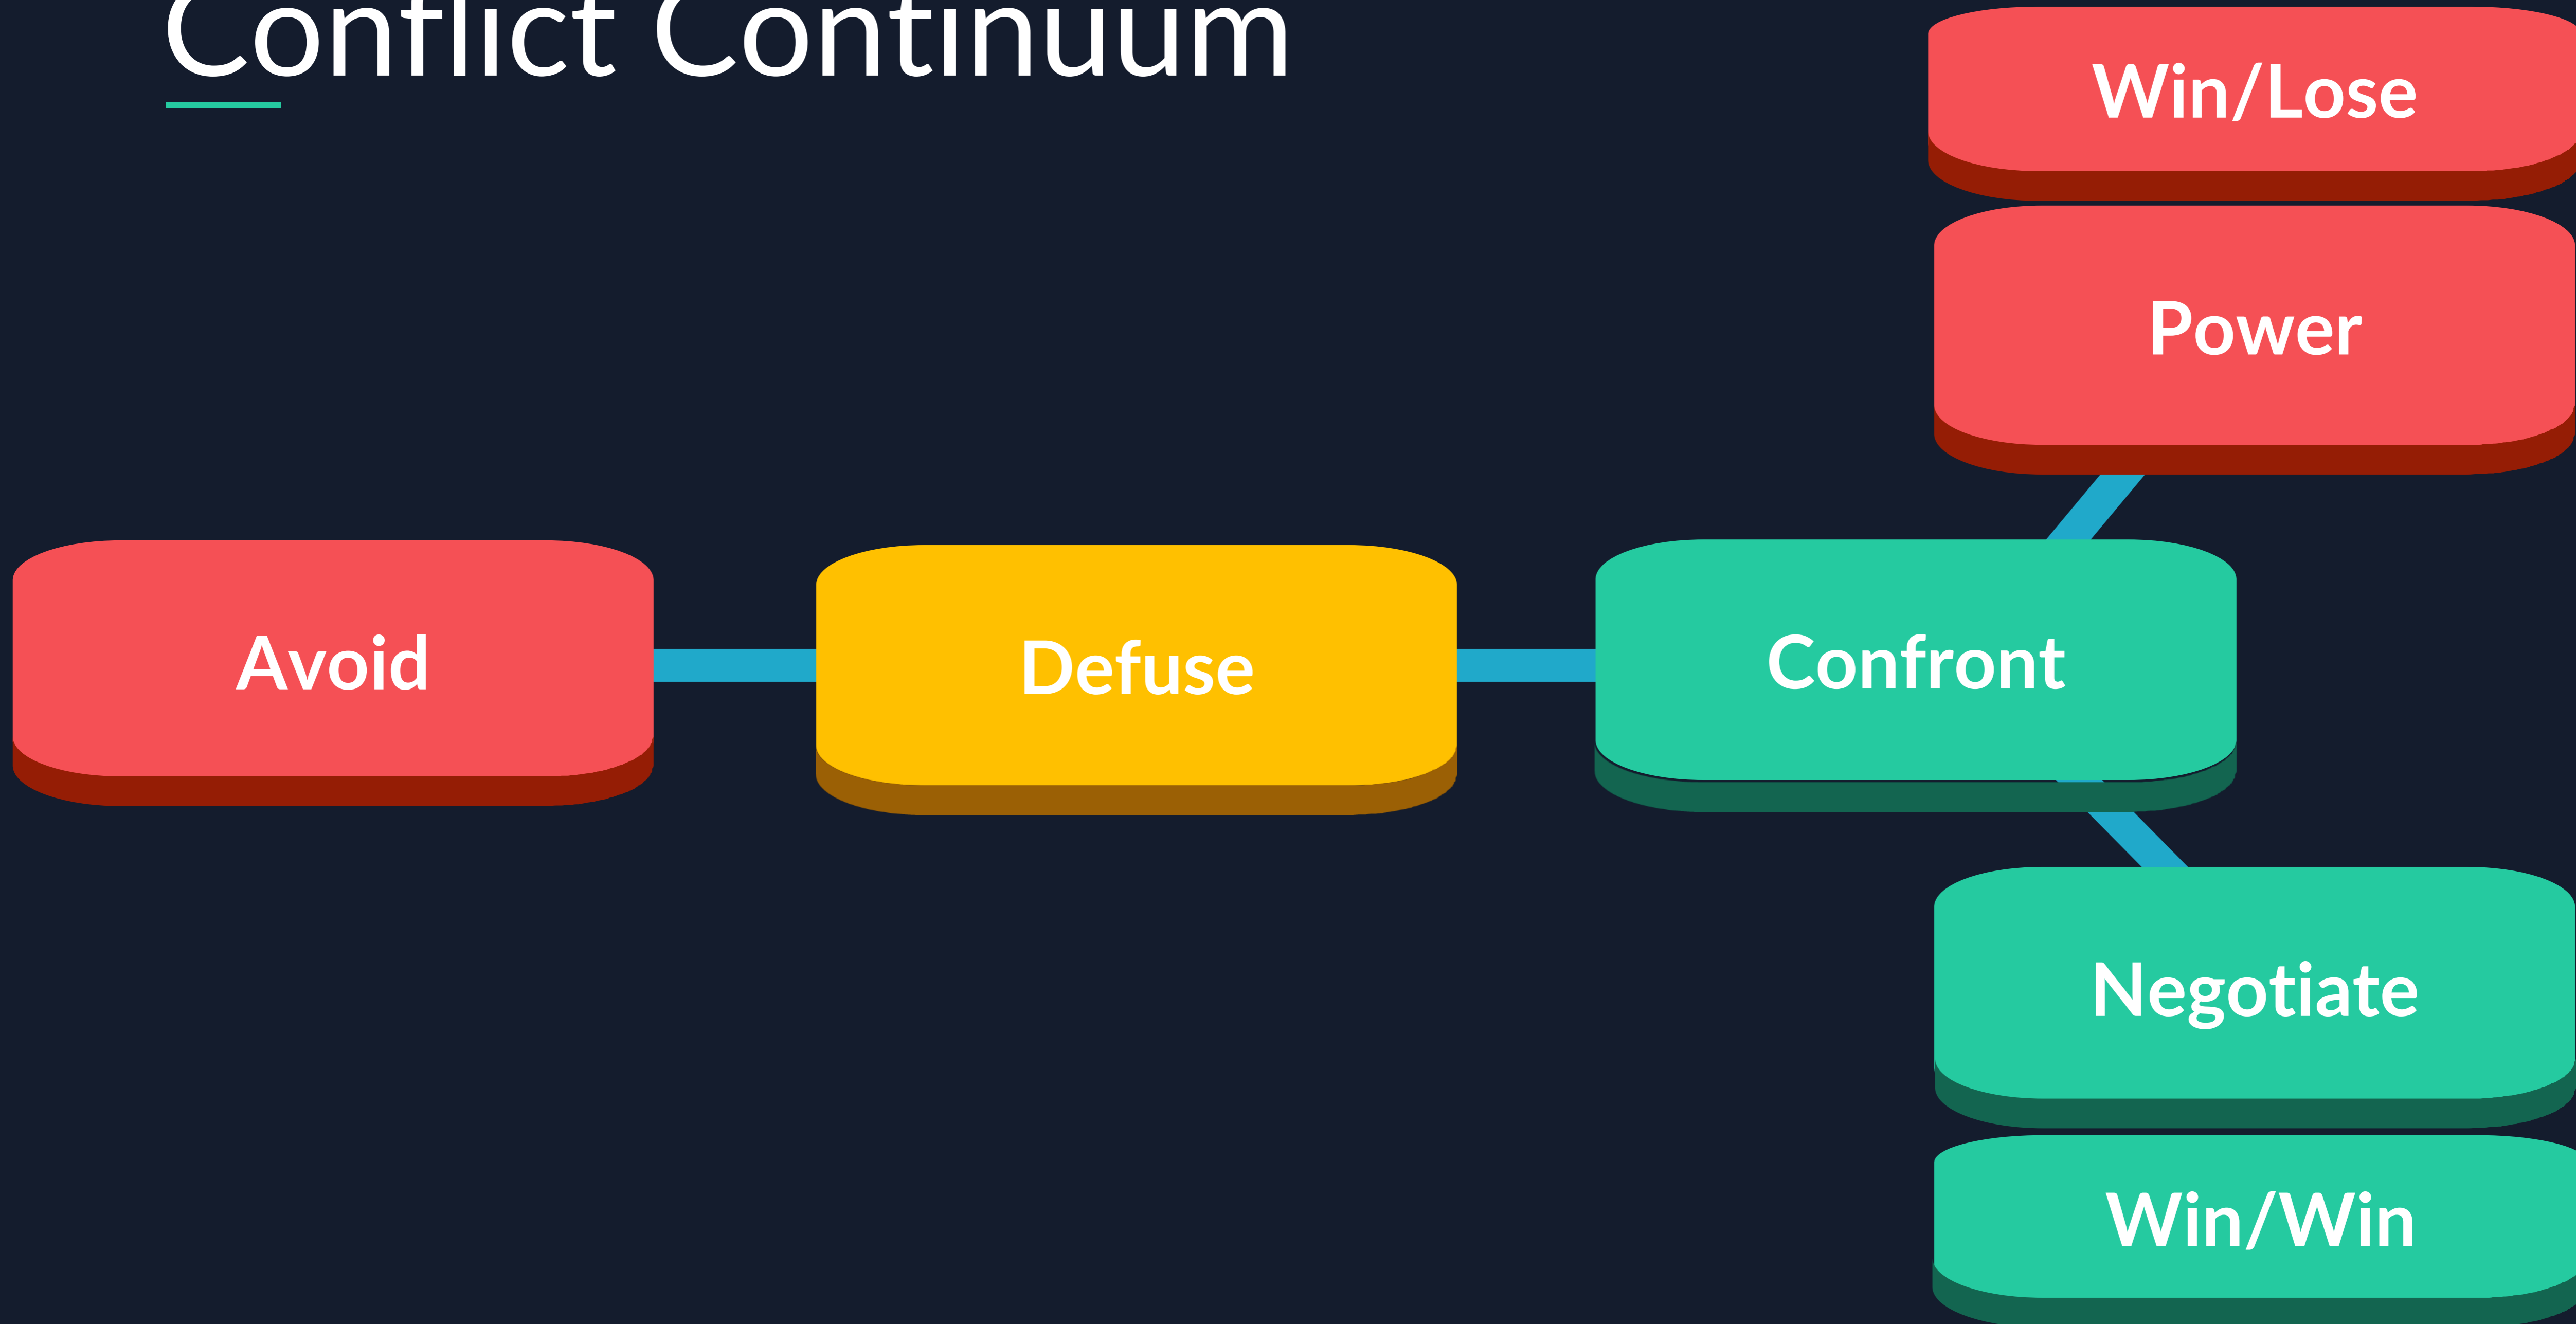 Conflict Continuum
Win/Lose
Power
Avoid
Defuse
Confront
Negotiate
Win/Win